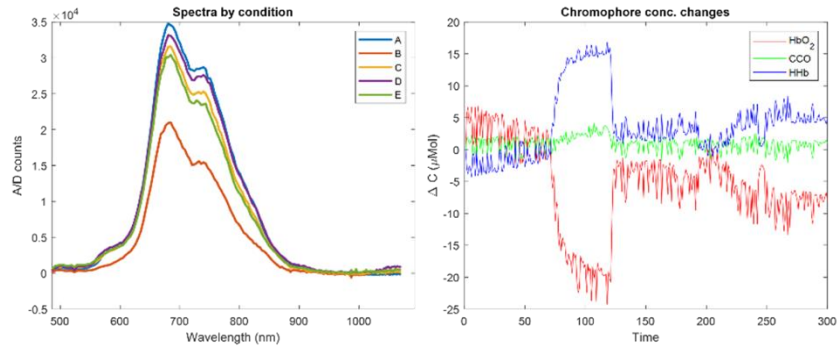 Spectra by condition
3.5 ×10⁴
3
2.5
2
1.5
1
0.5
0
-0.5
A/D counts
500 600 700 800 900 1000
Wavelength (nm)
A
B
C
D
E
Chromophore conc. changes
20
15
10
5
0
-5
-10
-15
-20
-25
Δ C (μMol)
0 50 100 150 200 250 300
Time
HbO₂
CCO
HHb